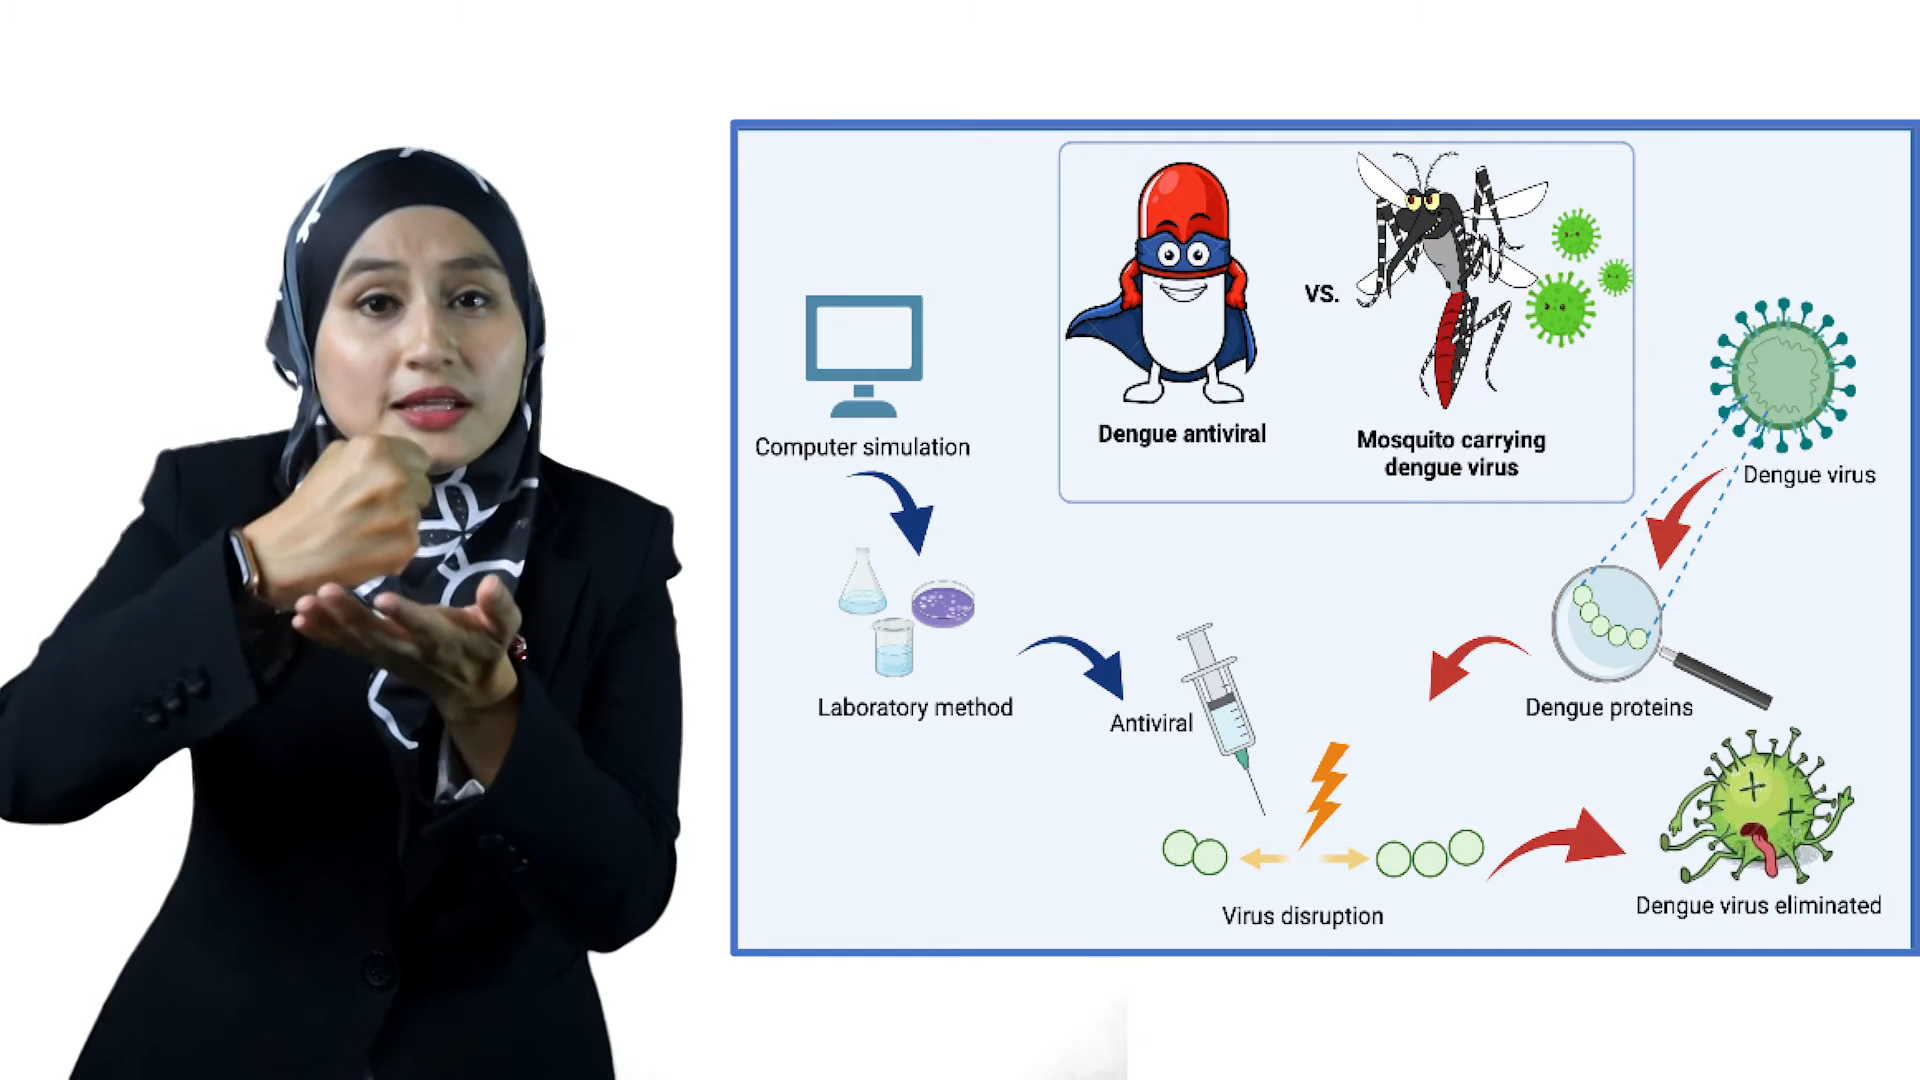 VS.
Dengue antiviral
Mosquito carrying
dengue virus
Computer simulation
Dengue virus
Laboratory method
Antiviral
Dengue proteins
Virus disruption
Dengue virus eliminated